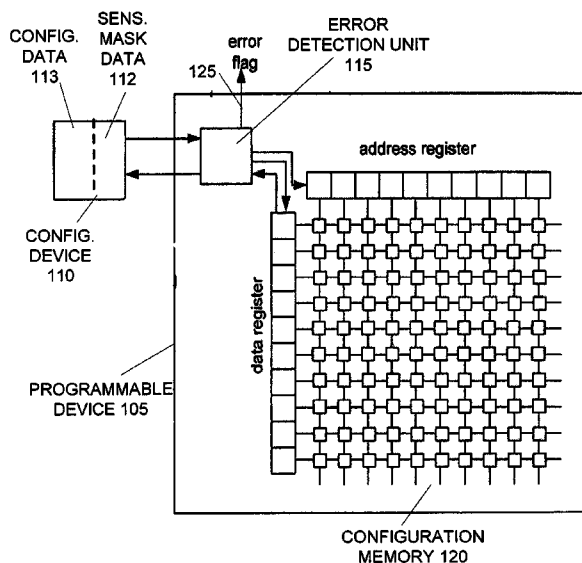 CONFIG.
DATA
113
SENS.
MASK
DATA
112
error
flag
125
ERROR
DETECTION UNIT
115
address register
CONFIG.
DEVICE
110
data register
PROGRAMMABLE
DEVICE 105
CONFIGURATION
MEMORY 120